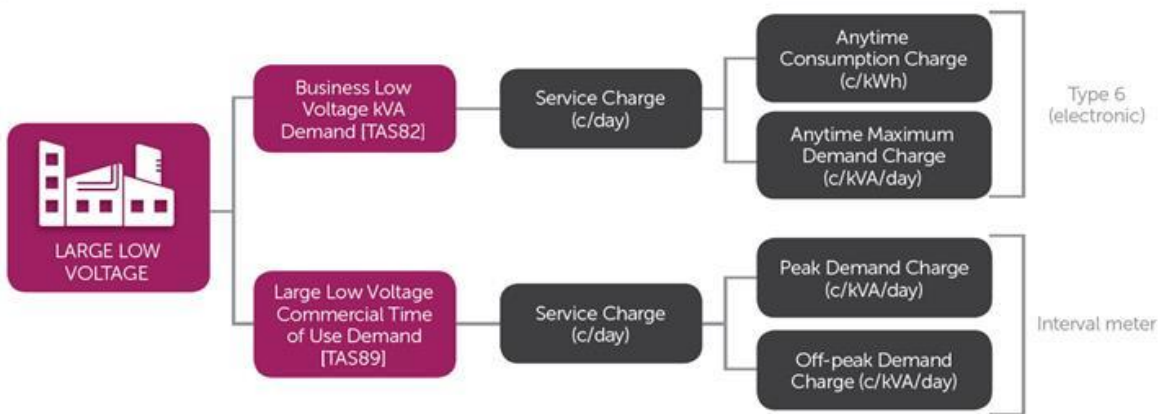 LARGE LOW
VOLTAGE
Business Low
Voltage kVA
Demand [TAS82]
Service Charge
(c/day)
Anytime
Consumption Charge
(c/kWh)
Anytime Maximum
Demand Charge
(c/kVA/day)
Type 6
(electronic)
Large Low Voltage
Commercial Time
of Use Demand
[TAS89]
Service Charge
(c/day)
Peak Demand Charge
(c/kVA/day)
Off-peak Demand
Charge (c/kVA/day)
Interval meter